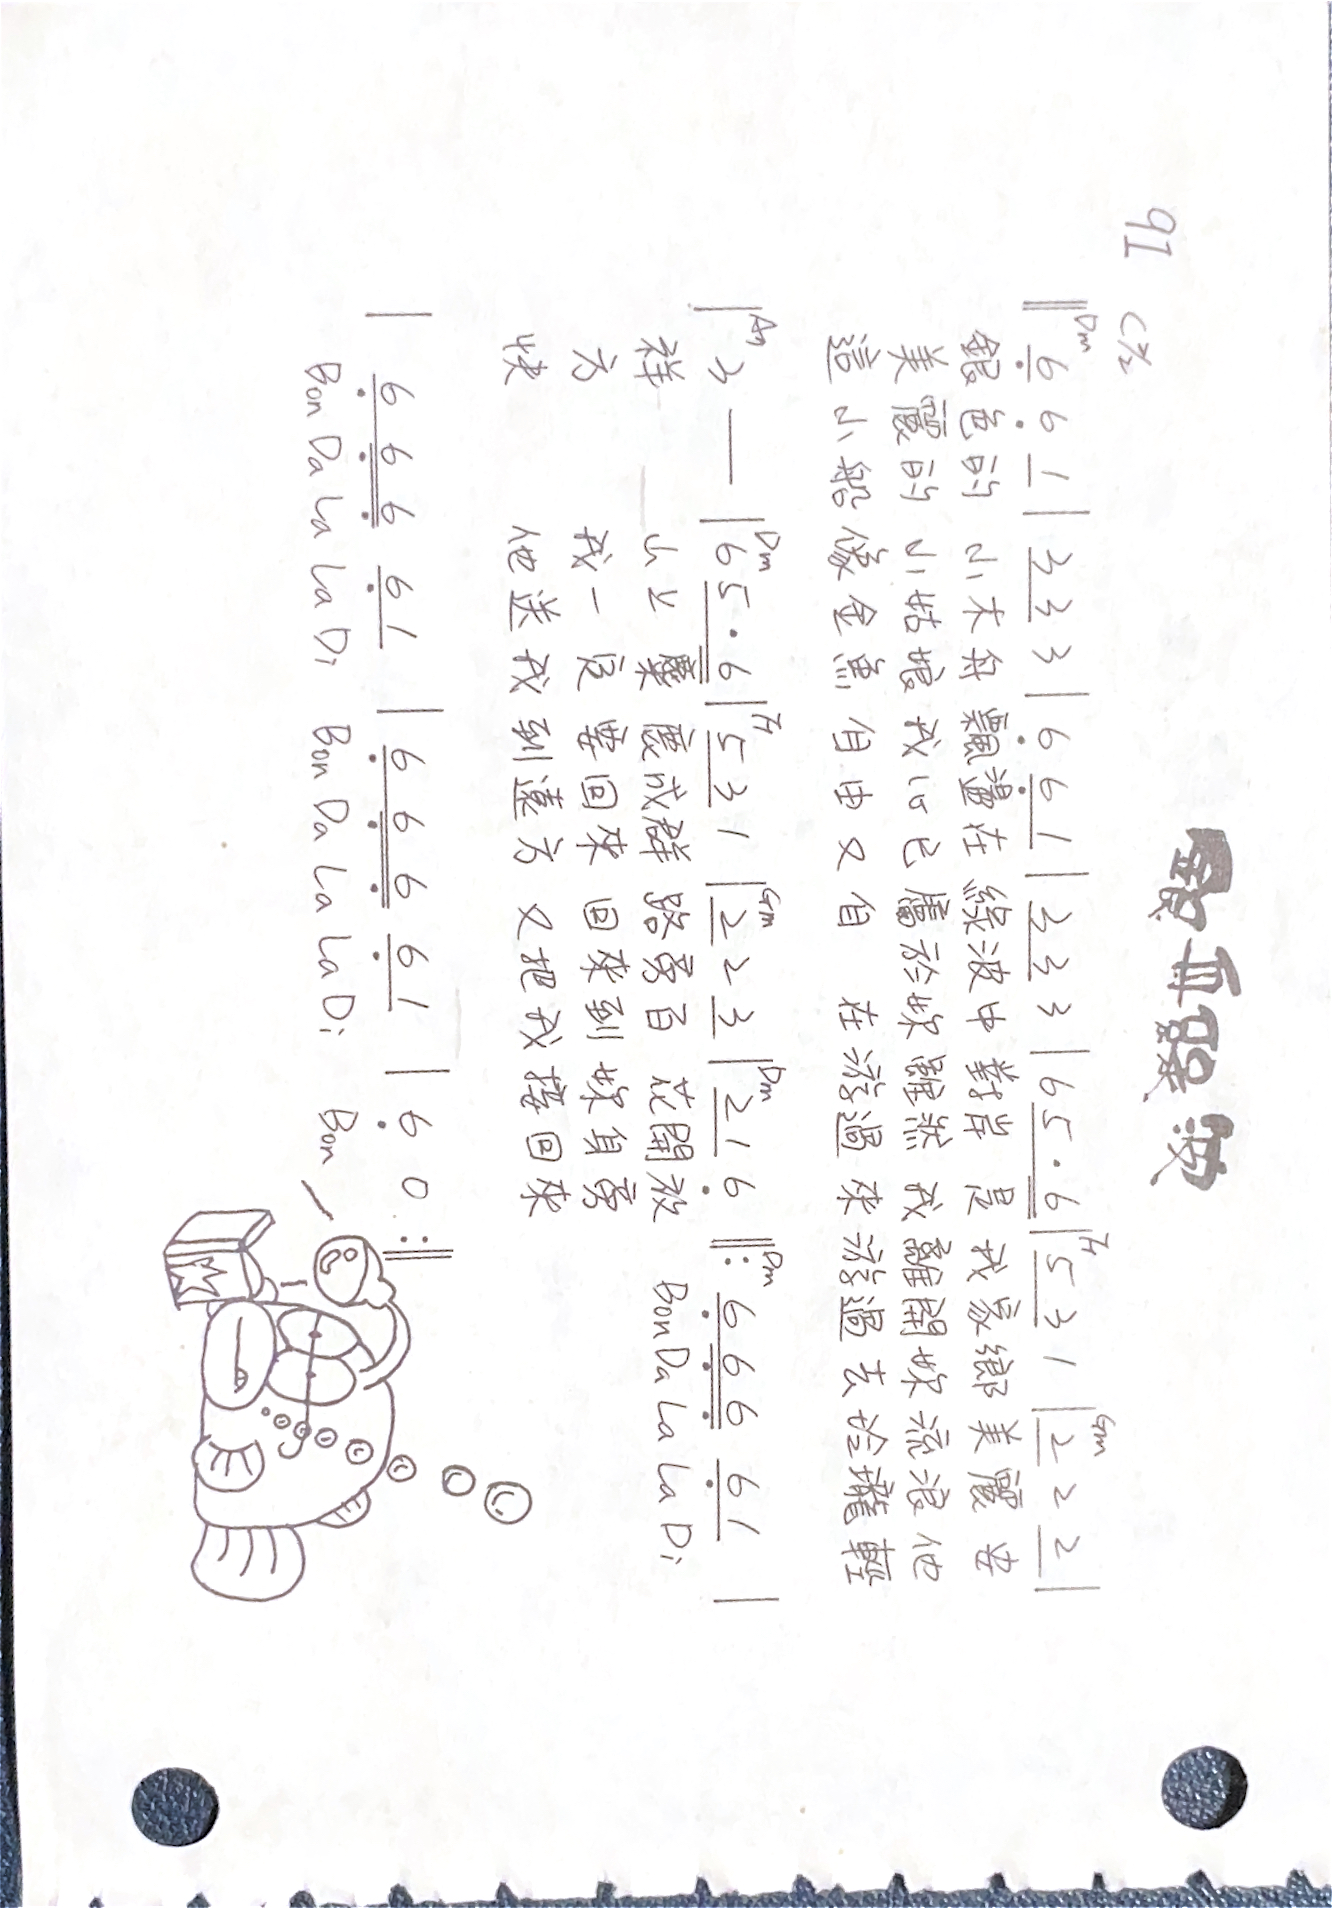 銀舟綠波
91 C 2/2
Dm F Gm
6 6 1 | 3 3 3 | 6 6 1 | 3 3 3 | 6 5 · 6 | 5 3 1 | 2 2 2 |
銀色的 小木舟飄盪在綠波中對岸 是我家鄉美麗安
美麗的小姑娘我心已屬於妳雖然 我離開妳流浪他
這小船像金魚自由又自 在游過來游過去玲瓏輕
Dm F Gm Dm Dm
| 3 — | 6 5 · 6 | 5 3 1 | 2 2 3 | 2 1 6 ‖: 6 6 6 6 1 |
祥 山上麋鹿成群路旁百 花開放 Bon Da La La Di
方 我一定要回來回來到妳身旁
快 他送我到遠方又把我接回來
| 6 6 6 6 1 | 6 6 6 6 1 | 6 0 :‖
Bon Da La La Di Bon Da La La Di Bon